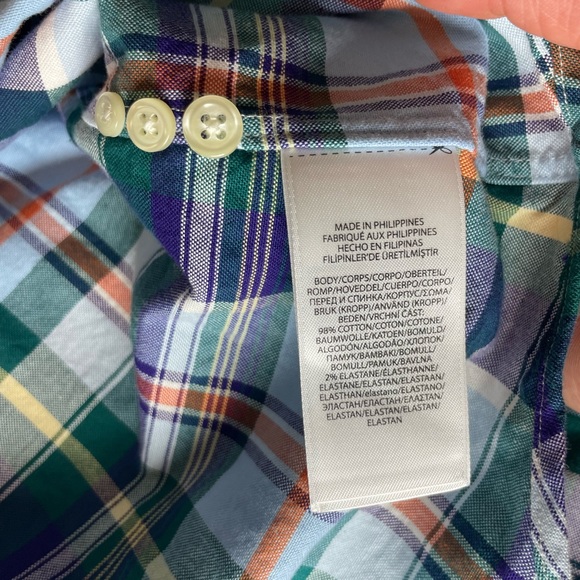 MADE IN PHILIPPINES
FABRIQUÉ AUX PHILIPPINES
HECHO EN FILIPINAS
FİLİPİNLER'DE ÜRETİLMİŞTİR
BODY/CORPS/CORPO/OBERTEIL/
ROMP/HOVEDDEL/CUERPO/CORPO/
ПЕРЕД И СПИНКА/КОРПУС/ΣΩΜΑ/
BRUK (KROPP)/ANVÄND (KROPP)/
BEDEN/VRCHNÍ ČÁST:
98% COTTON/COTON/COTONE/
BAUMWOLLE/KATOEN/BOMULD/
ALGODÓN/ALGODÃO/ХЛОПОК/
ПАМУК/ΒΑΜΒΑΚΙ/BOMULL/
BOMULL/PAMUK/BAVLNA
2% ELASTANE/ÉLASTHANNE/
ELASTANE/ELASTAN/ELASTAAN/
ELASTHAN/elastano/ELASTANO/
ЭЛАСТАН/ЕЛАСТАН/ΕΛΑΣΤΑΝ/
ELASTAN/ELASTAN/ELASTAN/
ELASTAN